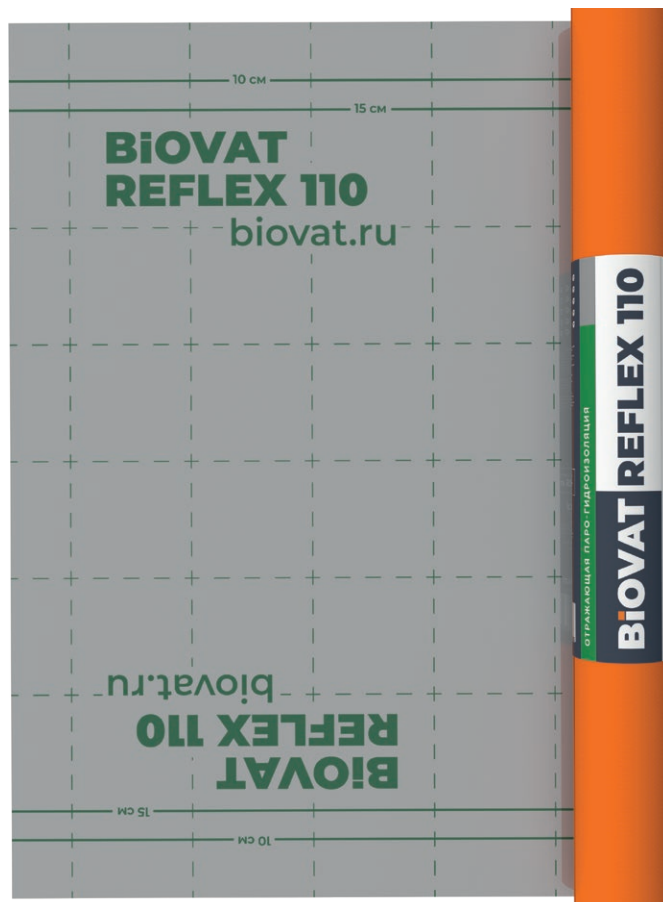 10 см
15 см
BiOVAT
REFLEX 110
biovat.ru
biovat.ru
REFLEX 110
BiOVAT
15 см
10 см
ОТРАЖАЮЩАЯ ПАРО-ГИДРОИЗОЛЯЦИЯ
BiOVAT REFLEX 110